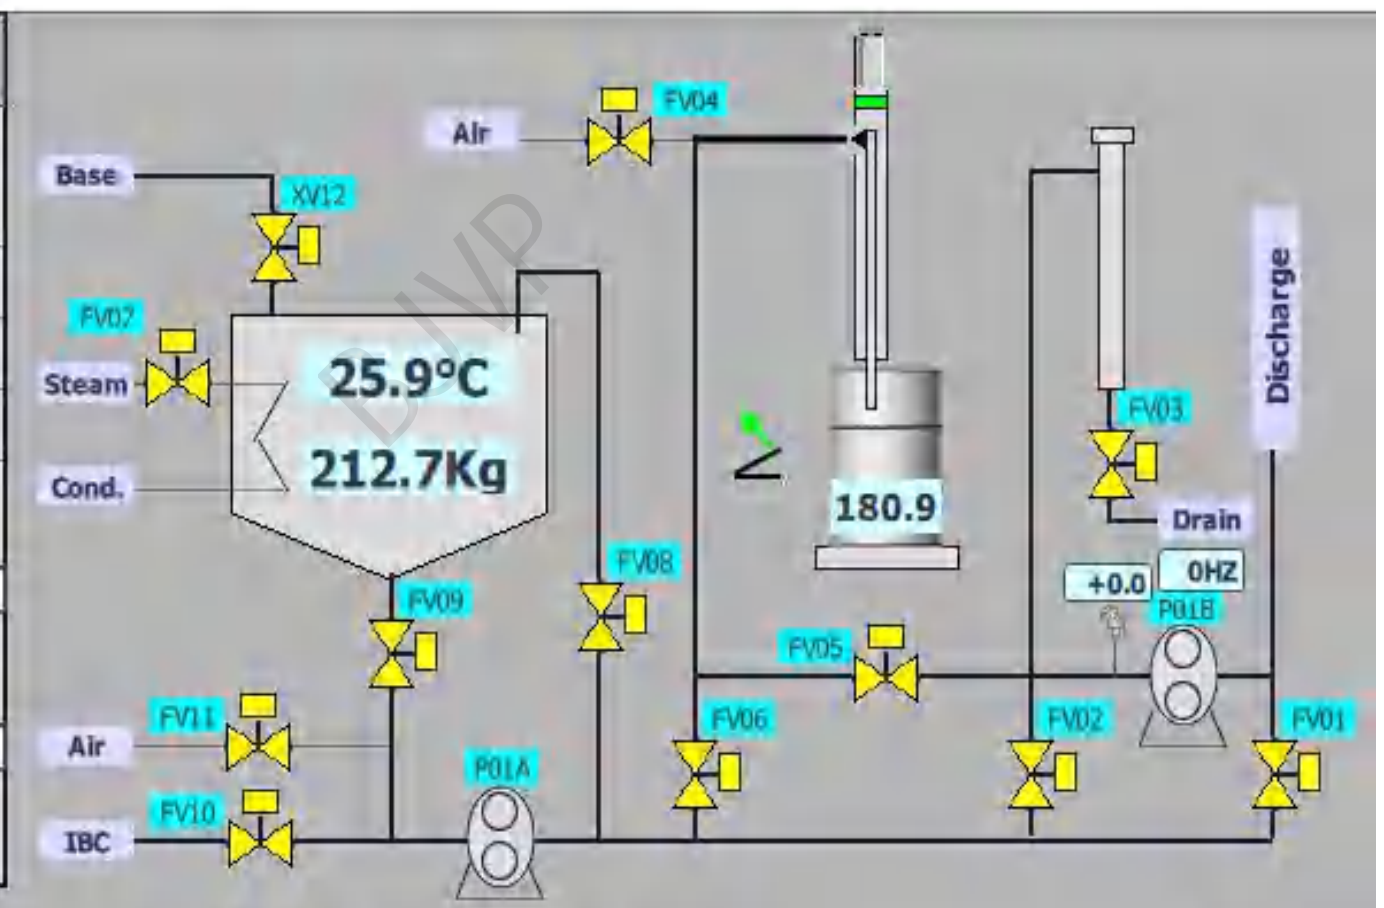 Air
FV04
Base
XV12
FV07
Steam
25.9°C
Cond.
212.7Kg
180.9
FV03
Drain
Discharge
+0.0
0HZ
P01B
FV09
FV08
FV05
FV11
Air
FV06
FV02
FV01
P01A
FV10
IBC
DJVP